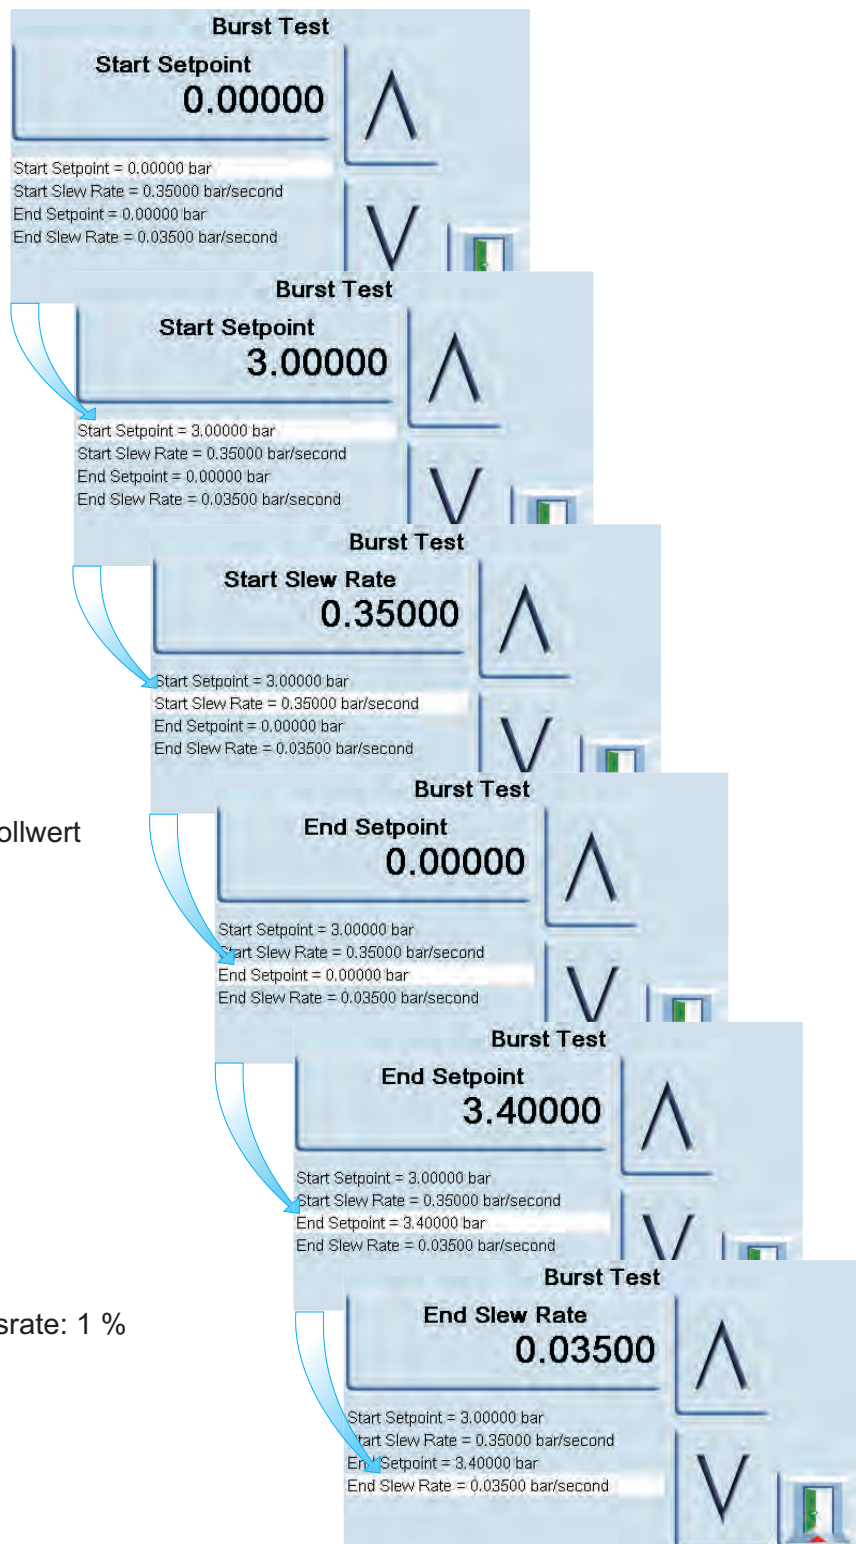 Burst Test
Start Setpoint
0.00000
Start Setpoint = 0.00000 bar
Start Slew Rate = 0.35000 bar/second
End Setpoint = 0.00000 bar
End Slew Rate = 0.03500 bar/second
Burst Test
Start Setpoint
3.00000
Start Setpoint = 3.00000 bar
Start Slew Rate = 0.35000 bar/second
End Setpoint = 0.00000 bar
End Slew Rate = 0.03500 bar/second
Burst Test
Start Slew Rate
0.35000
Start Setpoint = 3.00000 bar
Start Slew Rate = 0.35000 bar/second
End Setpoint = 0.00000 bar
End Slew Rate = 0.03500 bar/second
Burst Test
ollwert
End Setpoint
0.00000
Start Setpoint = 3.00000 bar
Start Slew Rate = 0.35000 bar/second
End Setpoint = 0.00000 bar
End Slew Rate = 0.03500 bar/second
Burst Test
End Setpoint
3.40000
Start Setpoint = 3.00000 bar
Start Slew Rate = 0.35000 bar/second
End Setpoint = 3.40000 bar
End Slew Rate = 0.03500 bar/second
Burst Test
srate: 1 %
End Slew Rate
0.03500
Start Setpoint = 3.00000 bar
Start Slew Rate = 0.35000 bar/second
End Setpoint = 3.40000 bar
End Slew Rate = 0.03500 bar/second